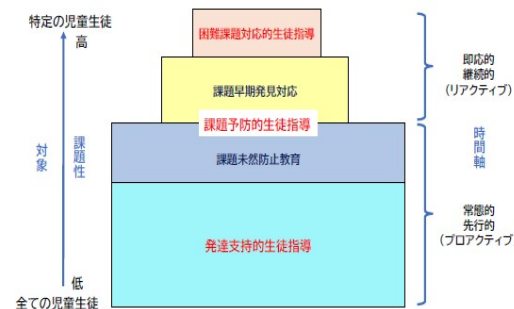 特定の児童生徒
高
困難課題対応的生徒指導
課題早期発見対応
課題予防的生徒指導
課題未然防止教育
発達支持的生徒指導
対象
課題性
低
全ての児童生徒
即応的
継続的
(リアクティブ)
時間軸
常態的
先行的
(プロアクティブ